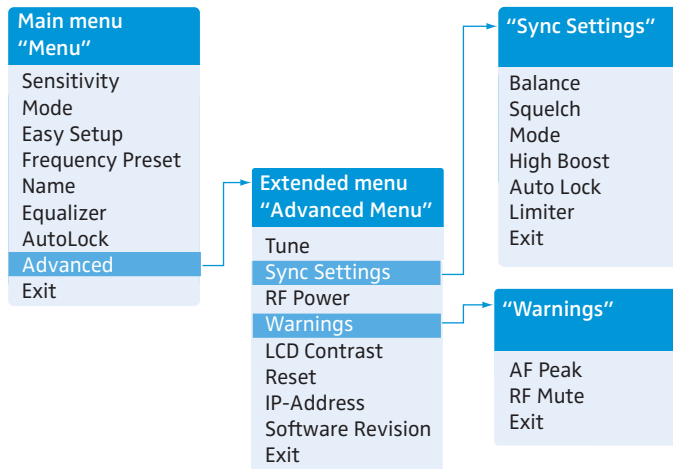 Main menu
“Menu”
Sensitivity
Mode
Easy Setup
Frequency Preset
Name
Equalizer
AutoLock
Advanced
Exit
Extended menu
“Advanced Menu”
Tune
Sync Settings
RF Power
Warnings
LCD Contrast
Reset
IP-Address
Software Revision
Exit
“Sync Settings”
Balance
Squelch
Mode
High Boost
Auto Lock
Limiter
Exit
“Warnings”
AF Peak
RF Mute
Exit